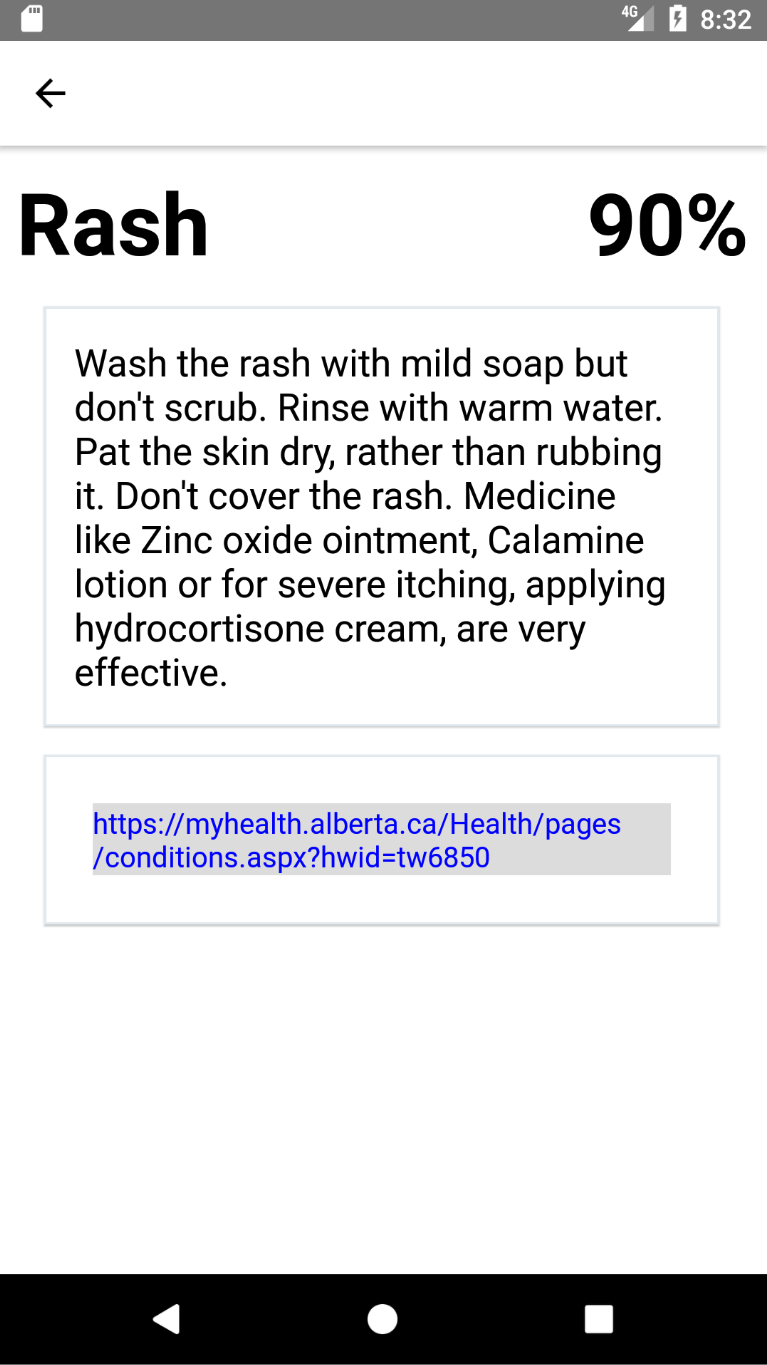 4G 8:32
Rash 90%
Wash the rash with mild soap but
don't scrub. Rinse with warm water.
Pat the skin dry, rather than rubbing
it. Don't cover the rash. Medicine
like Zinc oxide ointment, Calamine
lotion or for severe itching, applying
hydrocortisone cream, are very
effective.
https://myhealth.alberta.ca/Health/pages
/conditions.aspx?hwid=tw6850